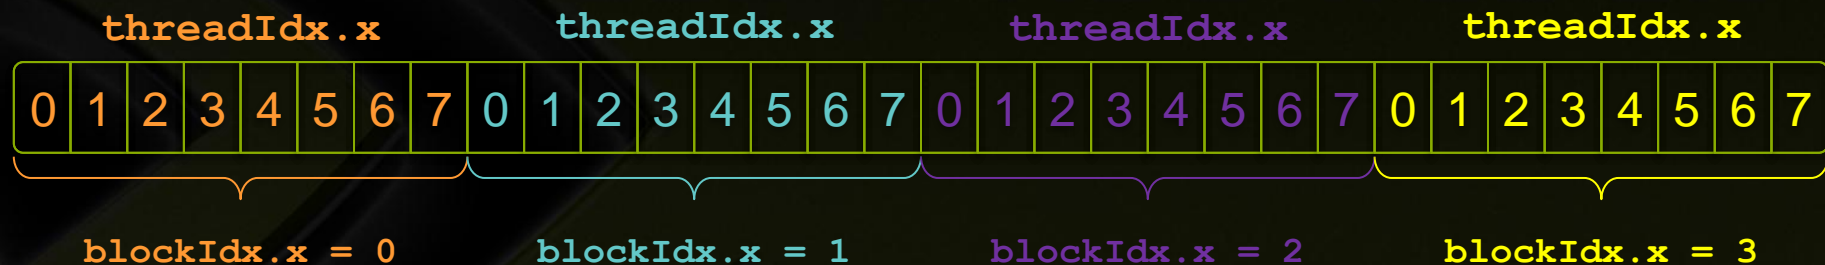 threadIdx.x threadIdx.x threadIdx.x threadIdx.x
0 1 2 3 4 5 6 7 0 1 2 3 4 5 6 7 0 1 2 3 4 5 6 7 0 1 2 3 4 5 6 7
blockIdx.x = 0 blockIdx.x = 1 blockIdx.x = 2 blockIdx.x = 3